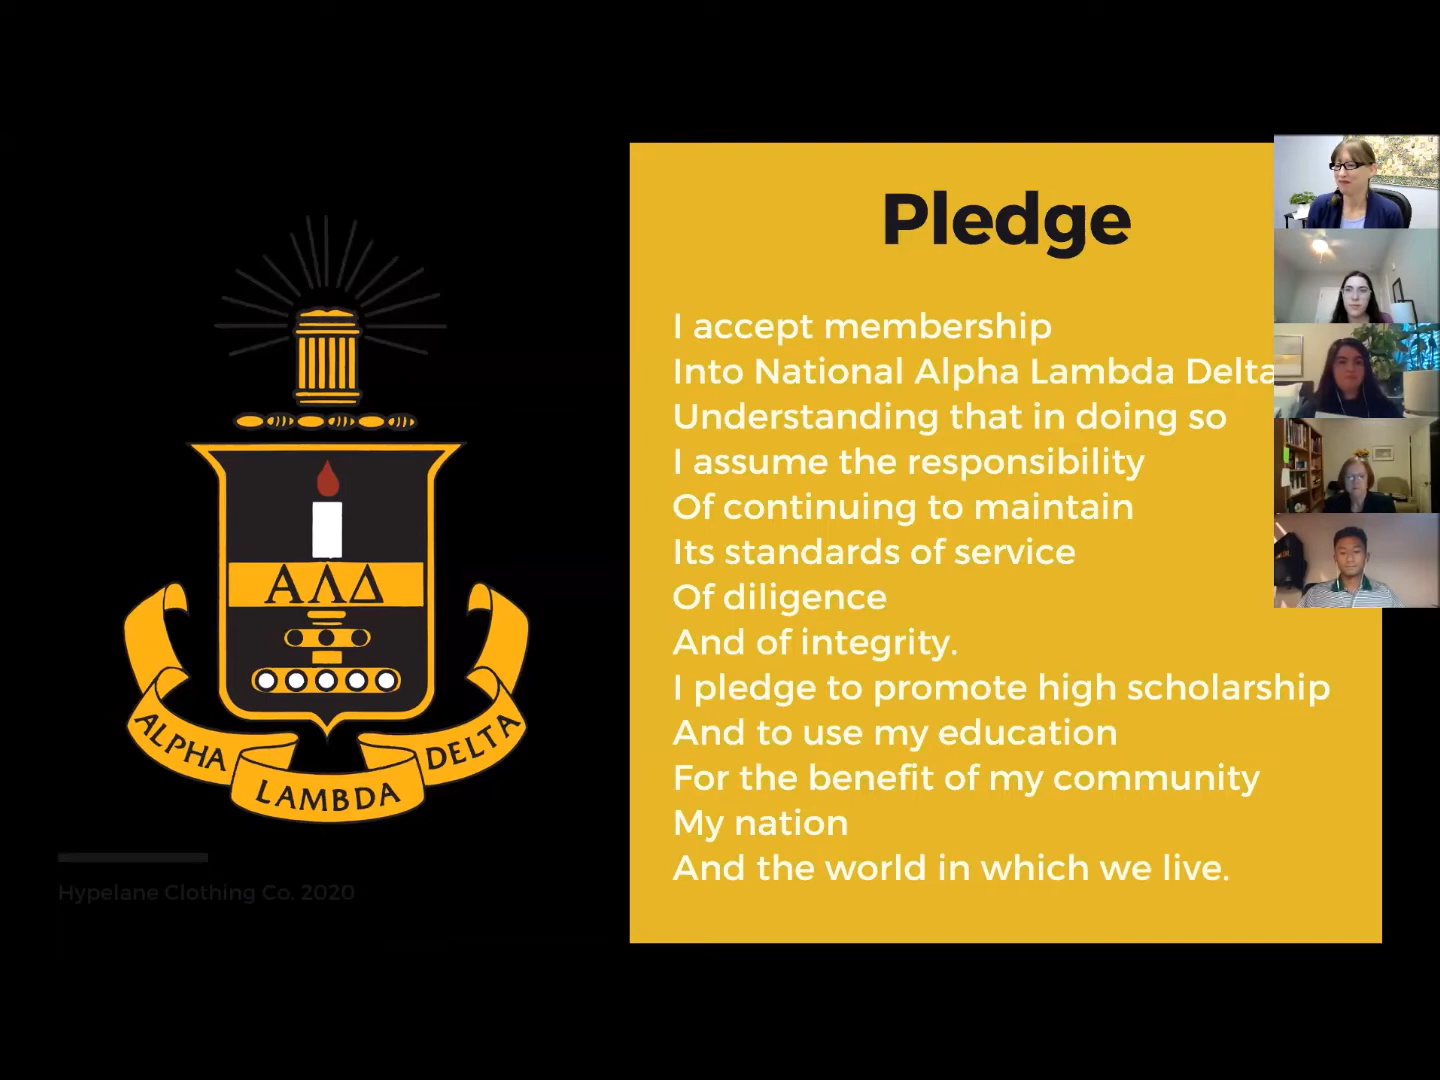 Pledge
I accept membership
Into National Alpha Lambda Delta
Understanding that in doing so
I assume the responsibility
Of continuing to maintain
Its standards of service
Of diligence
And of integrity.
I pledge to promote high scholarship
And to use my education
For the benefit of my community
My nation
And the world in which we live.
ΑΛΔ
ALPHA
LAMBDA
DELTA
Hypelane Clothing Co. 2020